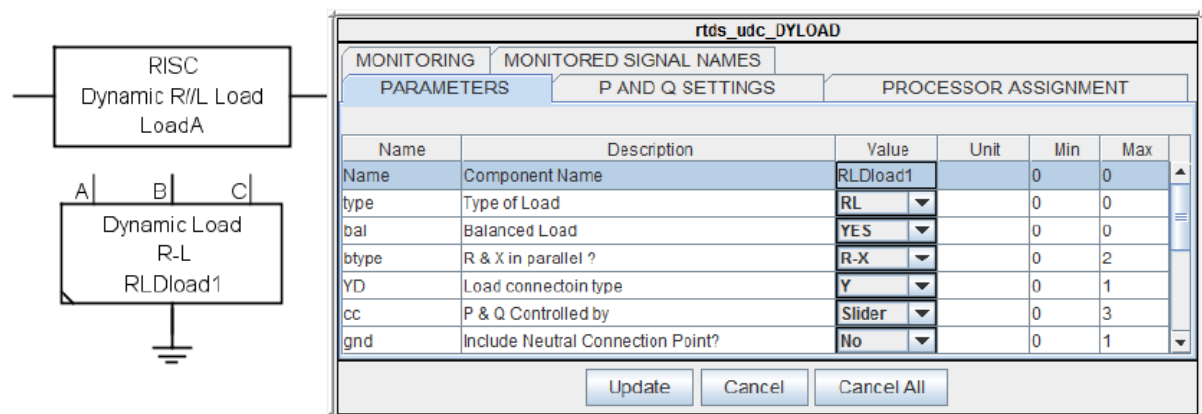 RISC
Dynamic R//L Load
LoadA
A B C
Dynamic Load
R-L
RLDload1
rtds_udc_DYLOAD
MONITORING MONITORED SIGNAL NAMES
PARAMETERS P AND Q SETTINGS PROCESSOR ASSIGNMENT
Name Description Value Unit Min Max
Name Component Name RLDload1 0 0
type Type of Load RL 0 0
bal Balanced Load YES 0 0
btype R & X in parallel ? R-X 0 2
YD Load connectoin type Y 0 1
cc P & Q Controlled by Slider 0 3
gnd Include Neutral Connection Point? No 0 1
Update Cancel Cancel All